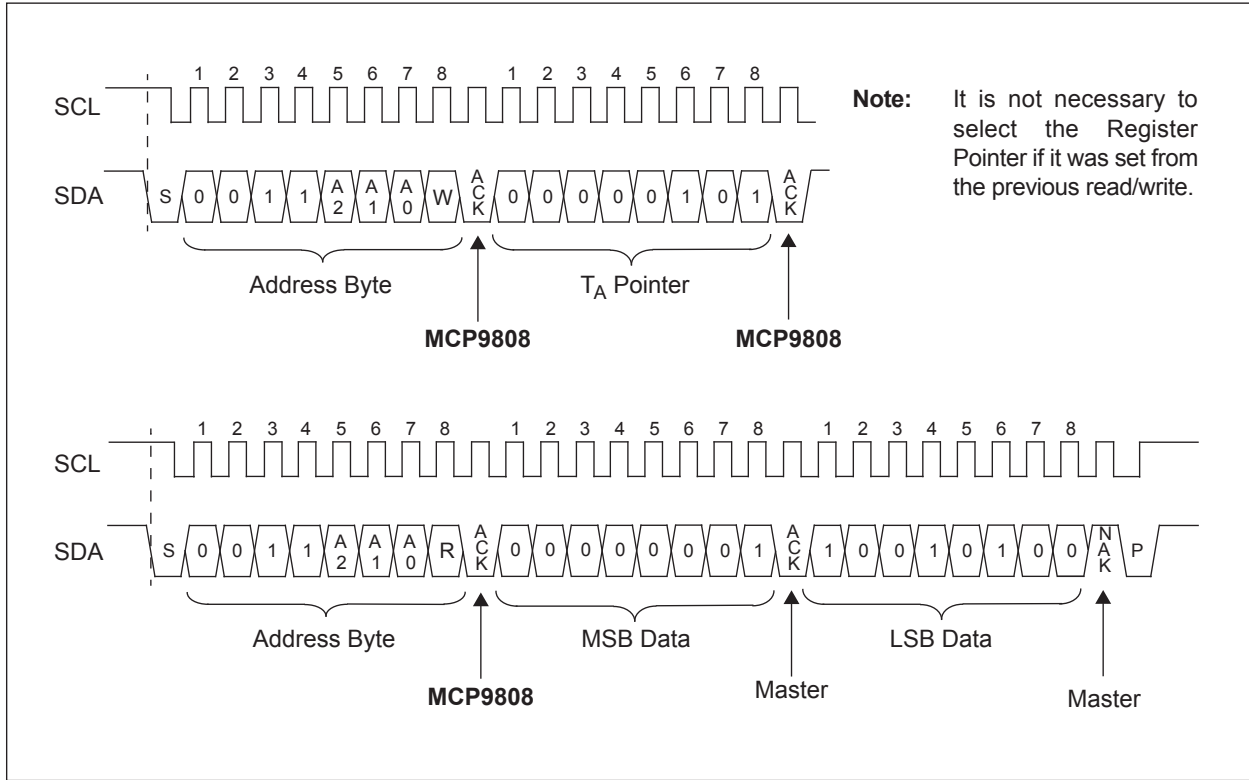 1 2 3 4 5 6 7 8 1 2 3 4 5 6 7 8
SCL
Note: It is not necessary to
select the Register
Pointer if it was set from
the previous read/write.
SDA S 0 0 1 1 A2 A1 A0 W ACK 0 0 0 0 0 1 0 1 ACK
Address Byte TA Pointer
MCP9808 MCP9808
1 2 3 4 5 6 7 8 1 2 3 4 5 6 7 8 1 2 3 4 5 6 7 8
SCL
SDA S 0 0 1 1 A2 A1 A0 R ACK 0 0 0 0 0 0 0 1 ACK 1 0 0 1 0 1 0 0 NAK P
Address Byte MSB Data LSB Data
MCP9808 Master Master